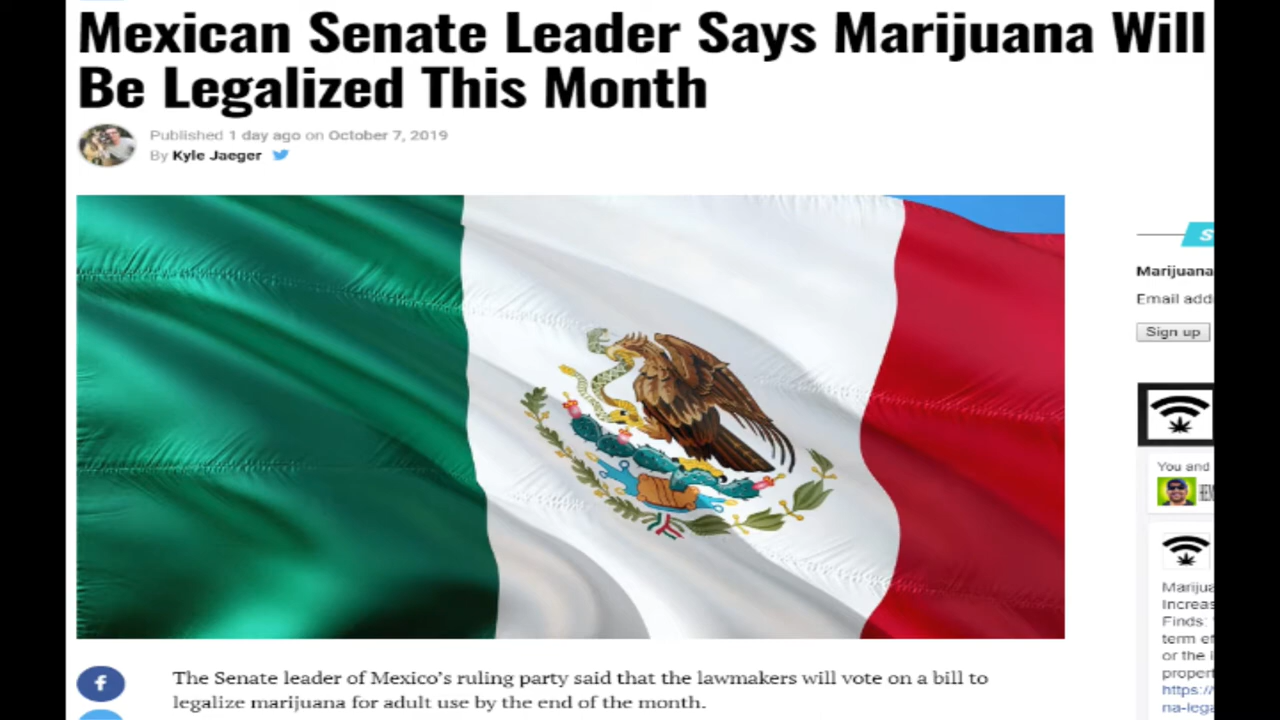 Mexican Senate Leader Says Marijuana Will
Be Legalized This Month
Published 1 day ago on October 7, 2019
By Kyle Jaeger
S
Marijuana
Email add
Sign up
You and
The Senate leader of Mexico's ruling party said that the lawmakers will vote on a bill to
legalize marijuana for adult use by the end of the month.
Marijua
Increas
Finds: '
term ef
or the l
propert
https://
na-lega